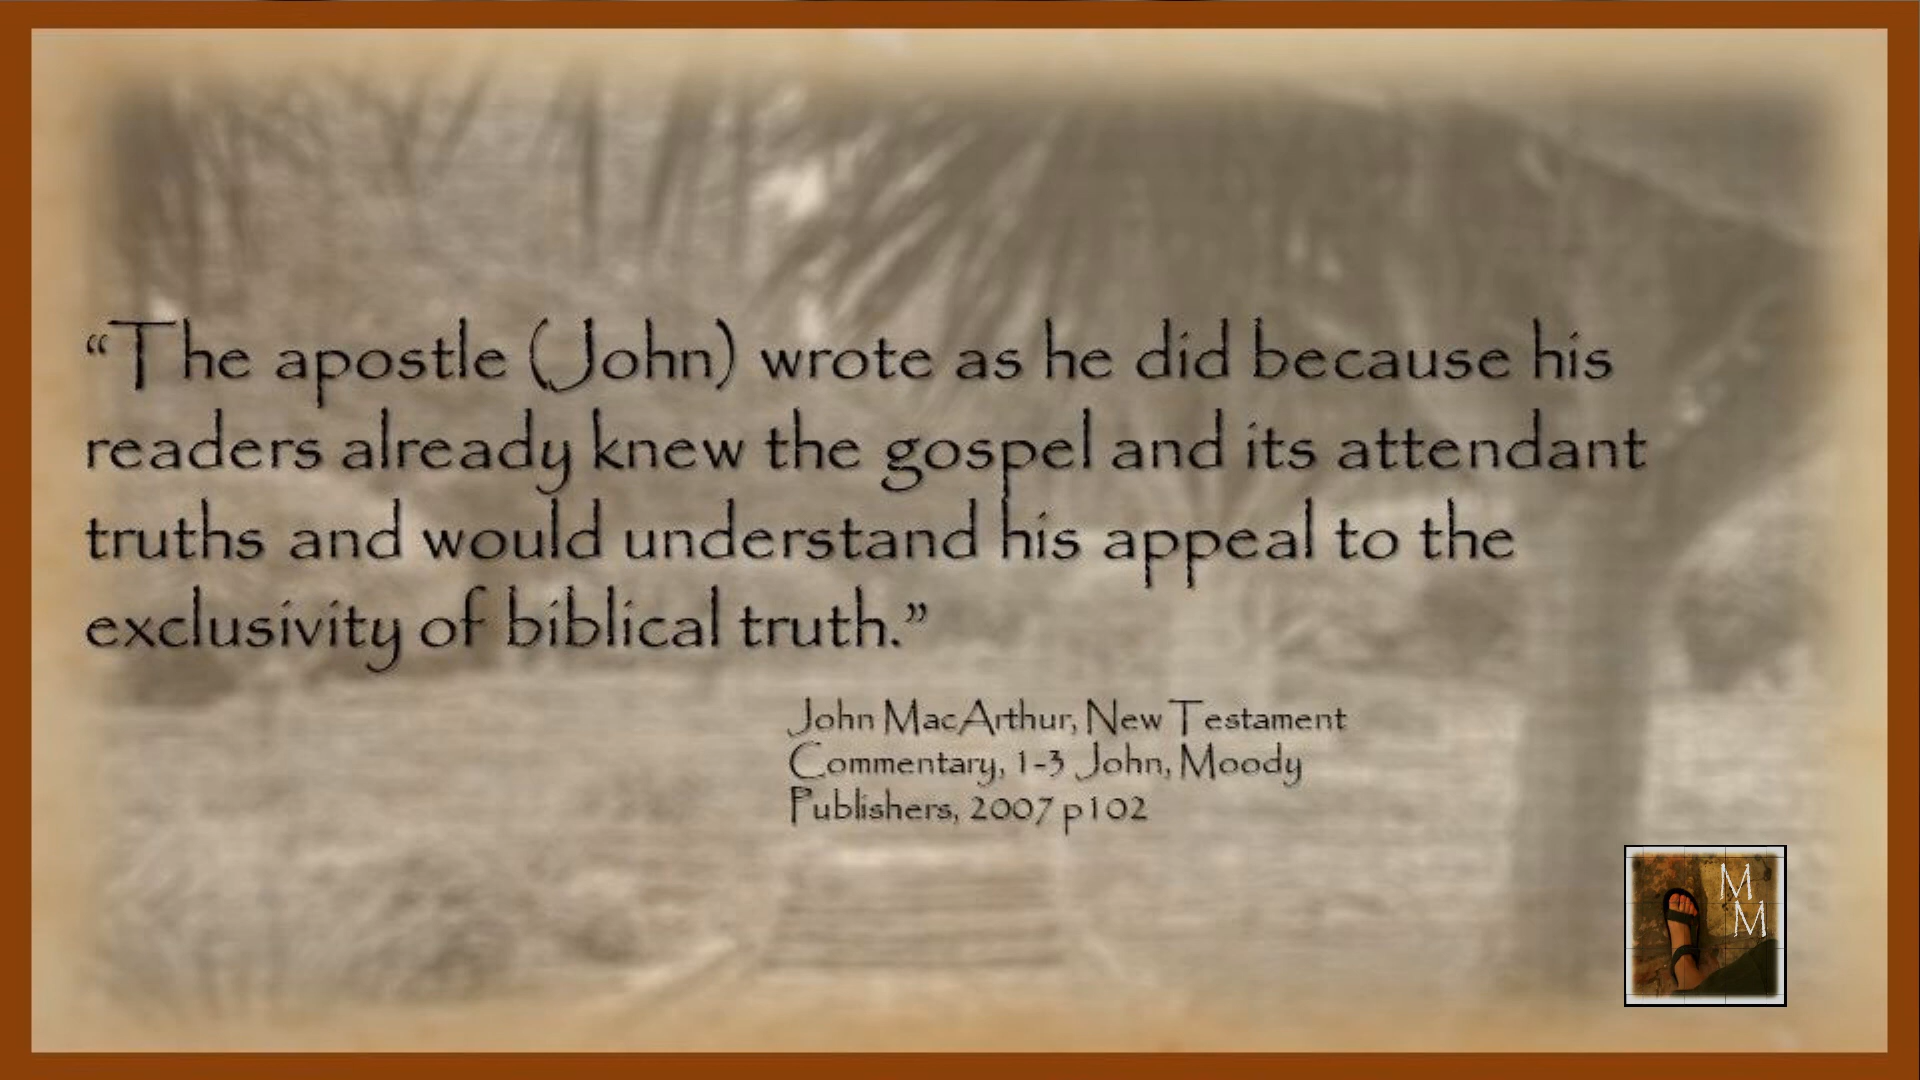 “The apostle (John) wrote as he did because his
readers already knew the gospel and its attendant
truths and would understand his appeal to the
exclusivity of biblical truth.”
John MacArthur, New Testament
Commentary, 1-3 John, Moody
Publishers, 2007 p102
M
M